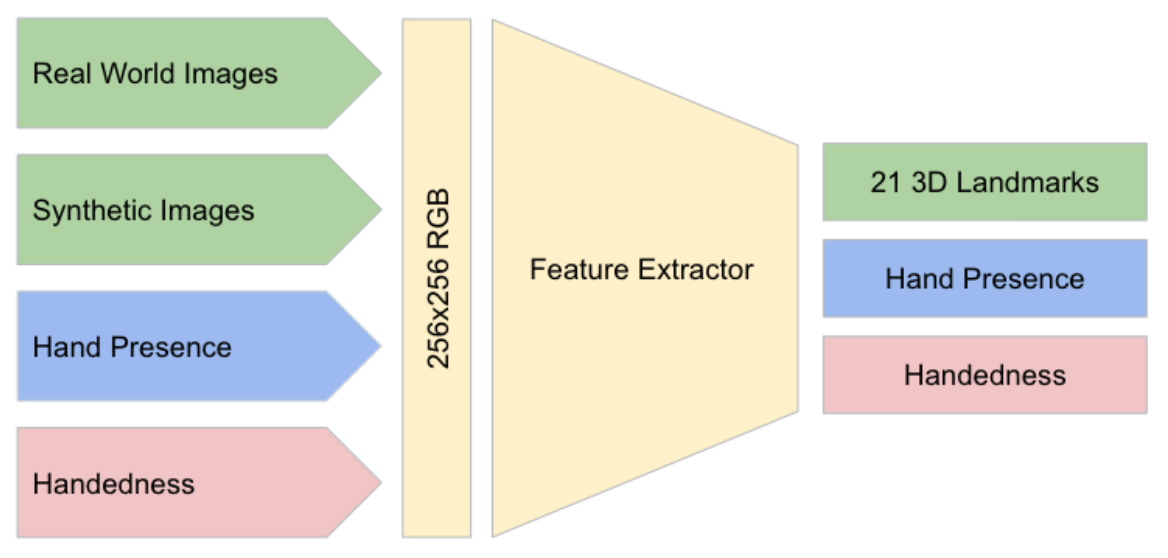 Real World Images
Synthetic Images
Hand Presence
Handedness
256x256 RGB
Feature Extractor
21 3D Landmarks
Hand Presence
Handedness